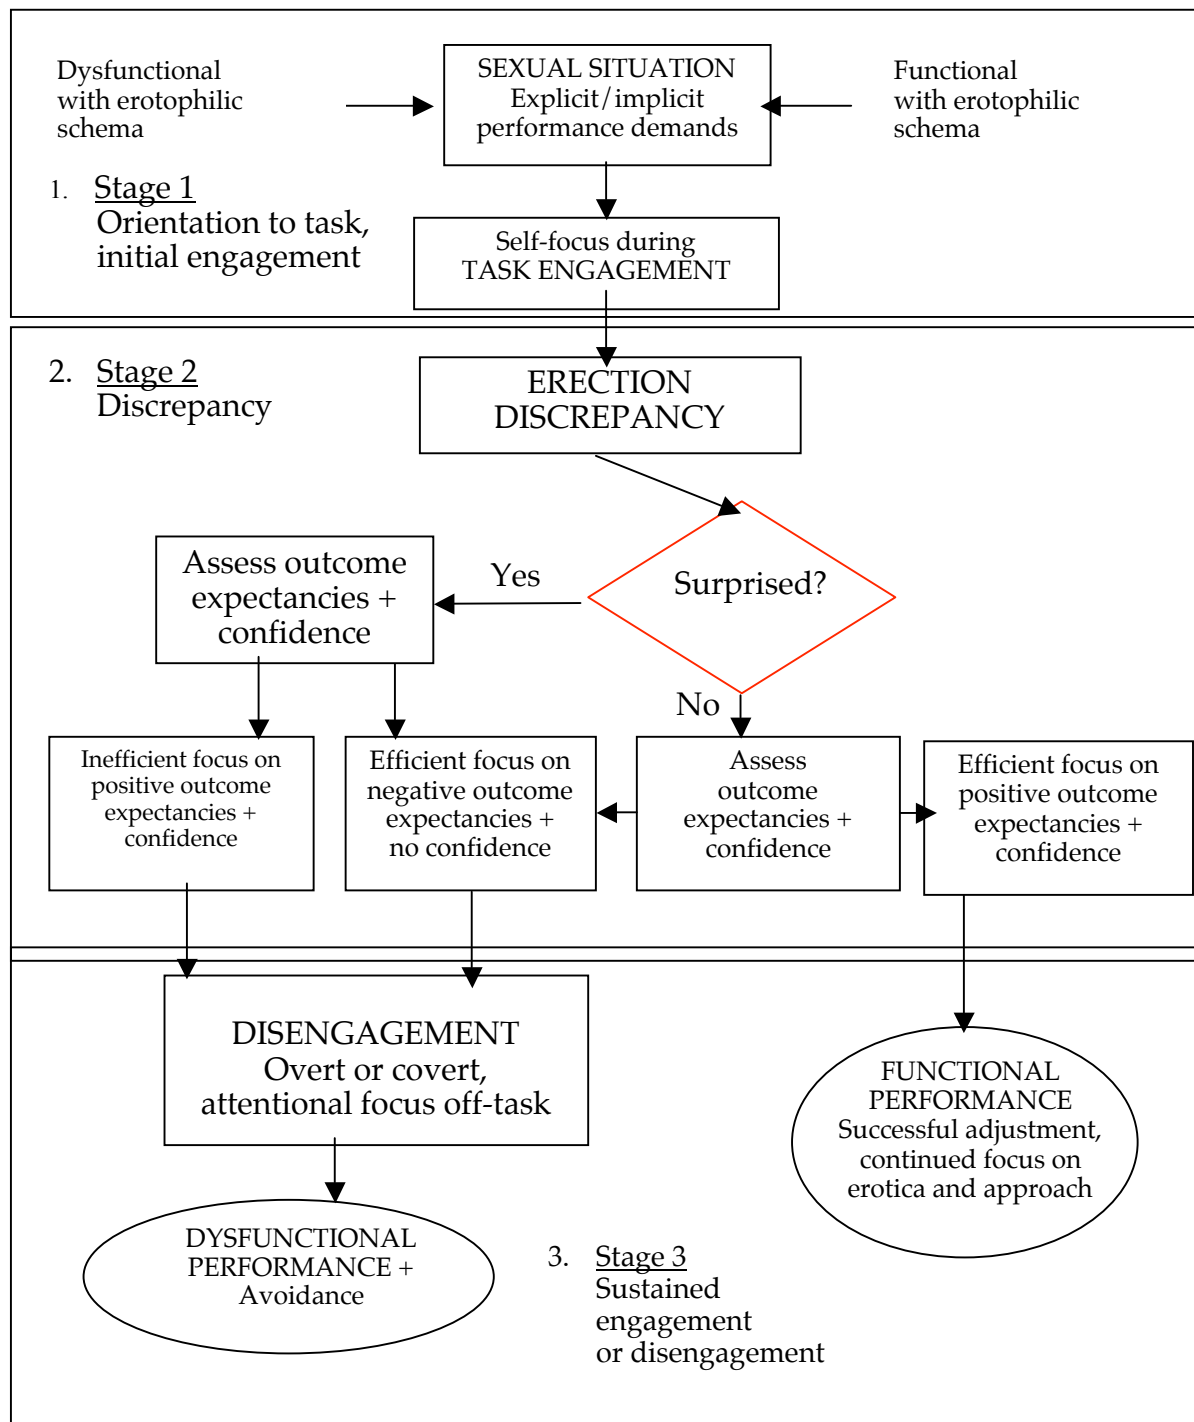 Dysfunctional
with erotophilic
schema
SEXUAL SITUATION
Explicit/implicit
performance demands
Functional
with erotophilic
schema
1. Stage 1
Orientation to task,
initial engagement
Self-focus during
TASK ENGAGEMENT
2. Stage 2
Discrepancy
ERECTION
DISCREPANCY
Surprised?
Yes
Assess outcome
expectancies +
confidence
No
Inefficient focus on
positive outcome
expectancies +
confidence
Efficient focus on
negative outcome
expectancies +
no confidence
Assess
outcome
expectancies +
confidence
Efficient focus on
positive outcome
expectancies +
confidence
DISENGAGEMENT
Overt or covert,
attentional focus off-task
FUNCTIONAL
PERFORMANCE
Successful adjustment,
continued focus on
erotica and approach
DYSFUNCTIONAL
PERFORMANCE +
Avoidance
3. Stage 3
Sustained
engagement
or disengagement